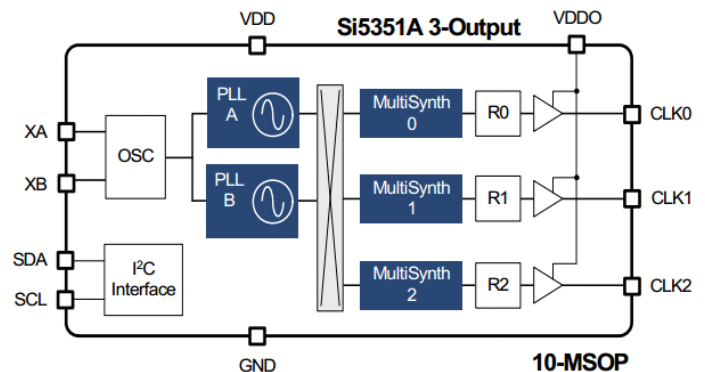 VDD
Si5351A 3-Output
VDDO
XA
XB
OSC
PLL
A
PLL
B
MultiSynth
0
R0
CLK0
MultiSynth
1
R1
CLK1
MultiSynth
2
R2
CLK2
SDA
SCL
I²C
Interface
GND
10-MSOP